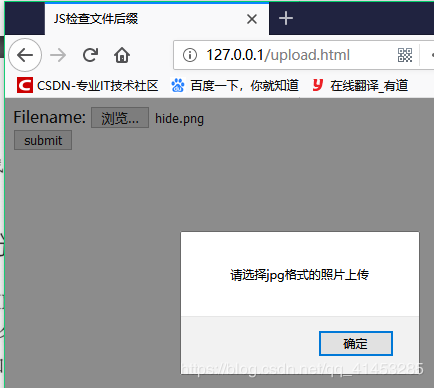 JS检查文件后缀
127.0.0.1/upload.html
CSDN-专业IT技术社区 百度一下，你就知道 在线翻译_有道
Filename: 浏览... hide.png
submit
请选择jpg格式的照片上传
确定
https://blog.csdn.net/qq_41453285